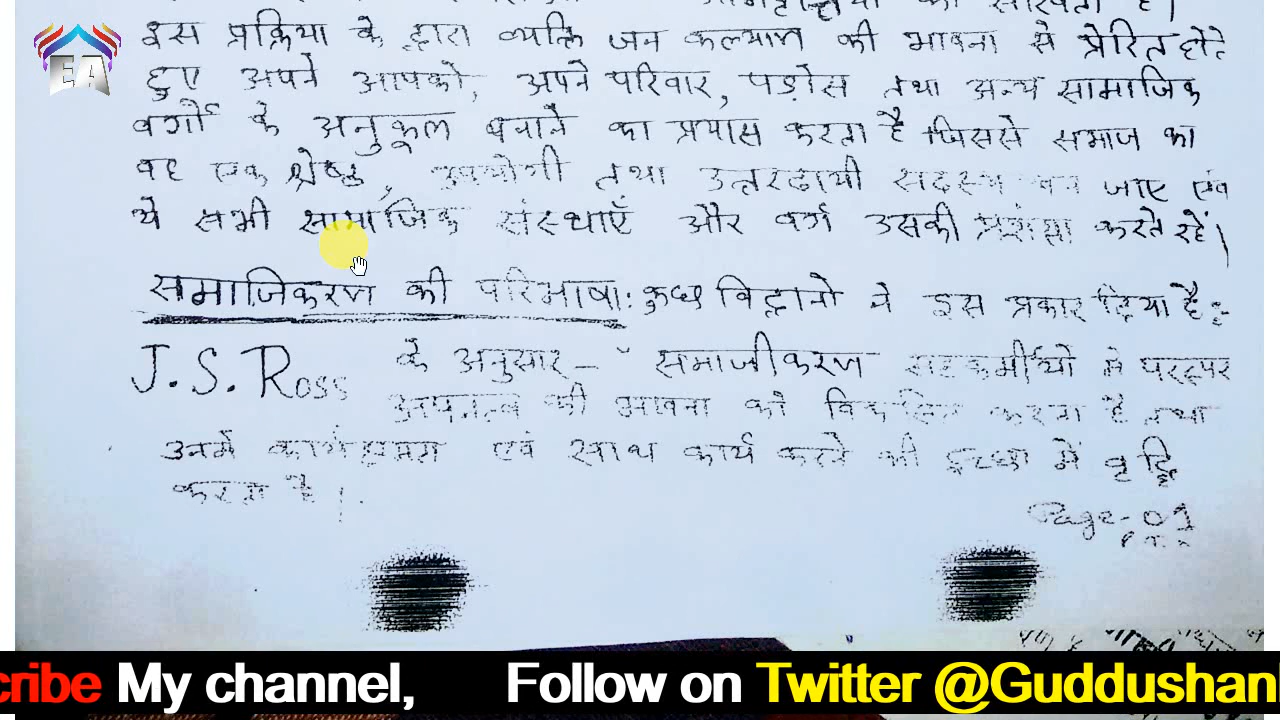 की
इस प्रक्रिया के द्वारा व्यक्ति जन कल्याण की भावना से प्रेरित होते
हुए अपने आपको, अपने परिवार, पड़ोस तथा अन्य सामाजिक
वर्गों के अनुकूल बनाने का प्रयास करता है जिससे समाज का
वह एक श्रेष्ठ, उपयोगी तथा उत्तरदायी सदस्य बन जाए एवं
ये सभी सामाजिक संस्थाएँ और वर्ग उसकी प्रशंसा करते रहें।
समाजिकरण की परिभाषा: कुछ विद्वानो ने इस प्रकार दिया है:-
J.S. Ross के अनुसार - " समाजीकरण सहकर्मीयो मे परस्पर
अपनत्व की भावना को विकसित करता है तथा
उनमें कार्यक्षमता एवं साथ कार्य करने की इच्छा में वृद्धि
करता है।
Page-01
EA
cribe My channel, Follow on Twitter @Guddushan